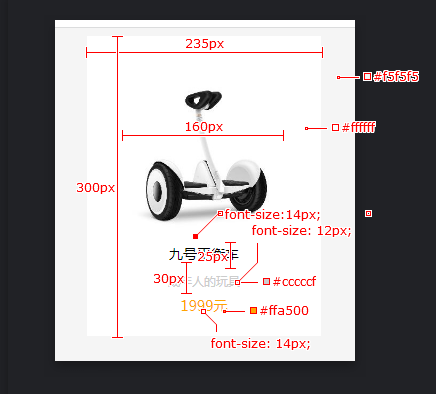 235px
#f5f5f5
160px
#ffffff
300px
font-size:14px;
font-size: 12px;
九号平衡车
25px
30px
年轻人的玩具
#cccccf
1999元
#ffa500
font-size: 14px;